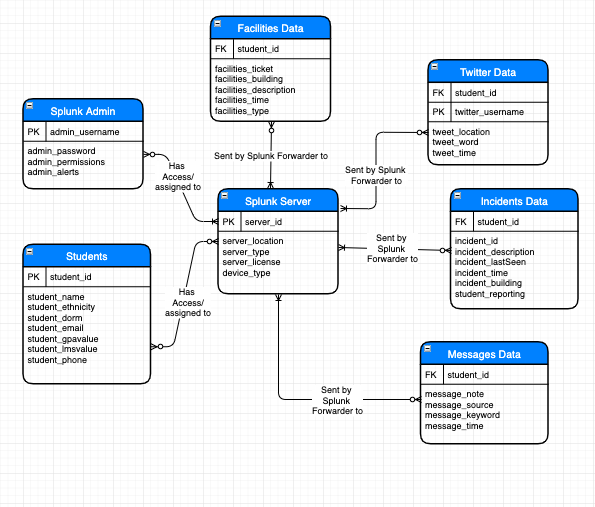 Facilities Data
FK student_id
facilities_ticket
facilities_building
facilities_description
facilities_time
facilities_type
Twitter Data
FK student_id
PK twitter_username
tweet_location
tweet_word
tweet_time
Splunk Admin
PK admin_username
admin_password
admin_permissions
admin_alerts
Sent by Splunk Forwarder to
Has
Access/
assigned to
Sent by Splunk
Forwarder to
Splunk Server
PK server_id
server_location
server_type
server_license
device_type
Incidents Data
FK student_id
incident_id
incident_description
incident_lastSeen
incident_time
incident_building
student_reporting
Sent by
Splunk
Forwarder to
Students
PK student_id
student_name
student_ethnicity
student_dorm
student_email
student_gpavalue
student_lmsvalue
student_phone
Has
Access/
assigned to
Messages Data
FK student_id
message_note
message_source
message_keyword
message_time
Sent by
Splunk
Forwarder to